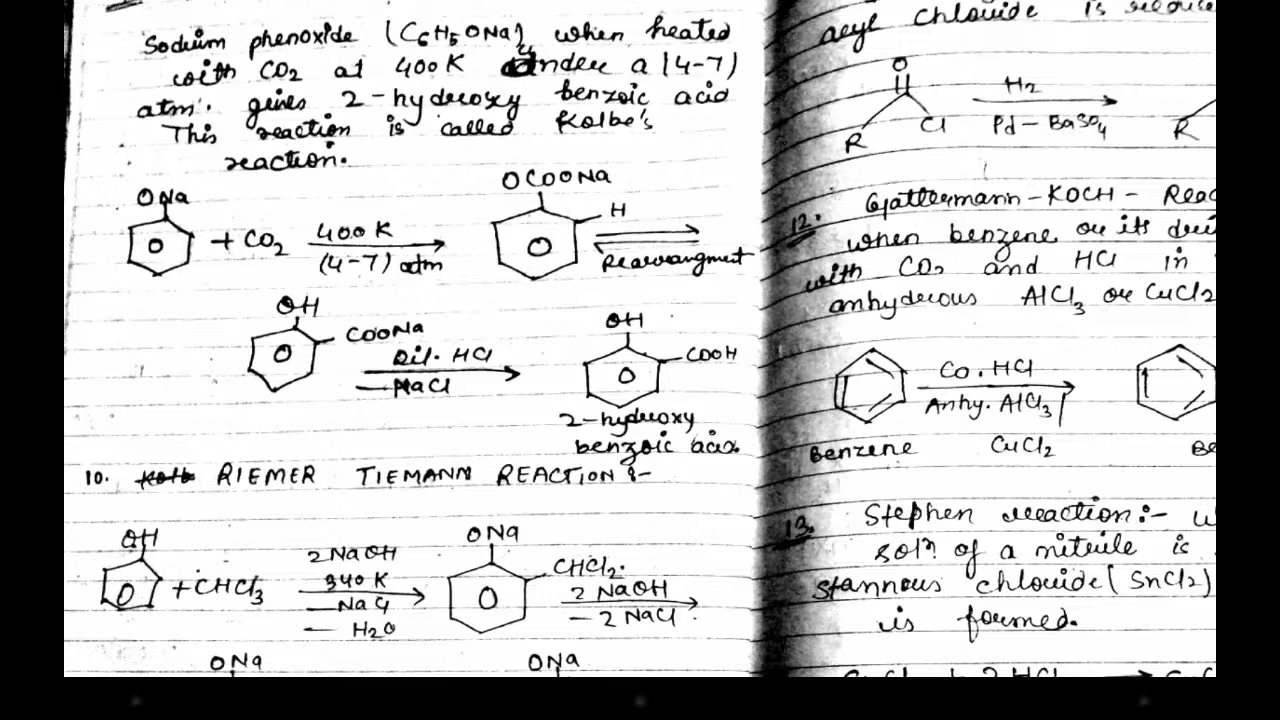 Sodium phenoxide (C6H5ONa) when heated
with CO2 at 400K under a (4-7)
atm. gives 2-hydroxy benzoic acid
This reaction is called Kolbe's
reaction.
ONa
+ CO2
400K
(4-7) atm
OCOONa
H
Rearrangment
OH
COONa
Dil. HCl
- NaCl
OH
COOH
2-hydroxy
benzoic acid.
10. RIEMER TIEMANN REACTION :-
OH
+ CHCl3
2 NaOH
340 K
- NaCl
- H2O
ONa
CHCl2.
2 NaOH
- 2 NaCl.
ONa
ONa
acyl chloride is
O
R
Cl
H2
Pd - BaSO4
R
12. Gattermann - KOCH - Reac
when benzene or its
with CO2 and HCl in
anhydrous AlCl3 or CuCl2
CO. HCl
Anhy. AlCl3
Benzene
CuCl2
Be
13. Stephen reaction :- w
soln of a nitrile is
stannous chloride (SnCl2)
is formed.